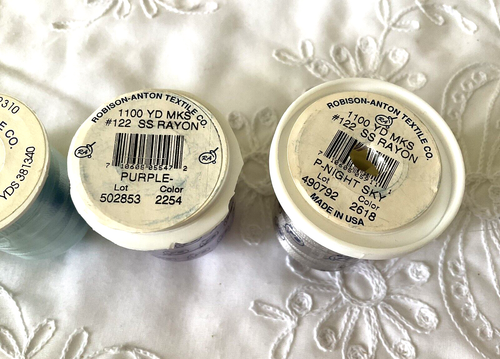 0310
E CO.
YDS 381340
ROBISON-ANTON TEXTILE CO.
1100 YD MKS
#122 SS RAYON
RA
PURPLE-
Lot Color
502853 2254
ROBISON-ANTON TEXTILE CO.
1100 YD MKS
#122 SS RAYON
RA
P-NIGHT SKY
Lot Color
490792 2618
MADE IN USA